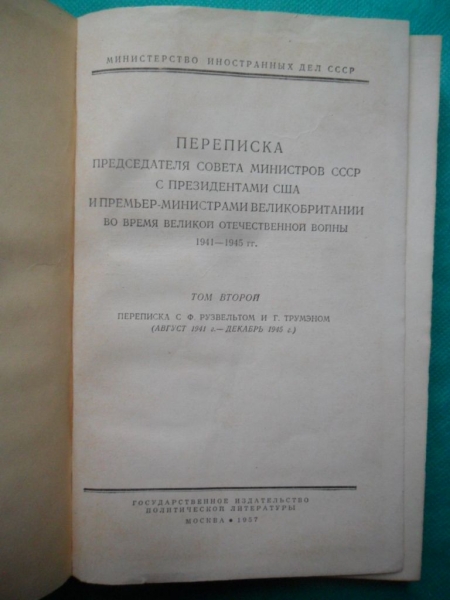 МИНИСТЕРСТВО ИНОСТРАННЫХ ДЕЛ СССР
ПЕРЕПИСКА
ПРЕДСЕДАТЕЛЯ СОВЕТА МИНИСТРОВ СССР
С ПРЕЗИДЕНТАМИ США
И ПРЕМЬЕР-МИНИСТРАМИ ВЕЛИКОБРИТАНИИ
ВО ВРЕМЯ ВЕЛИКОЙ ОТЕЧЕСТВЕННОЙ ВОЙНЫ
1941—1945 гг.
ТОМ ВТОРОЙ
ПЕРЕПИСКА С Ф. РУЗВЕЛЬТОМ И Г. ТРУМЭНОМ
(АВГУСТ 1941 г.—ДЕКАБРЬ 1945 г.)
ГОСУДАРСТВЕННОЕ ИЗДАТЕЛЬСТВО
ПОЛИТИЧЕСКОЙ ЛИТЕРАТУРЫ
МОСКВА • 1957